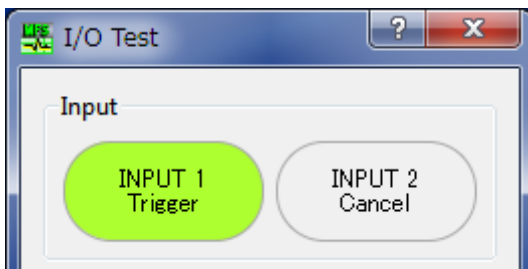 I/O Test
?
X
Input
INPUT 1
Trigger
INPUT 2
Cancel